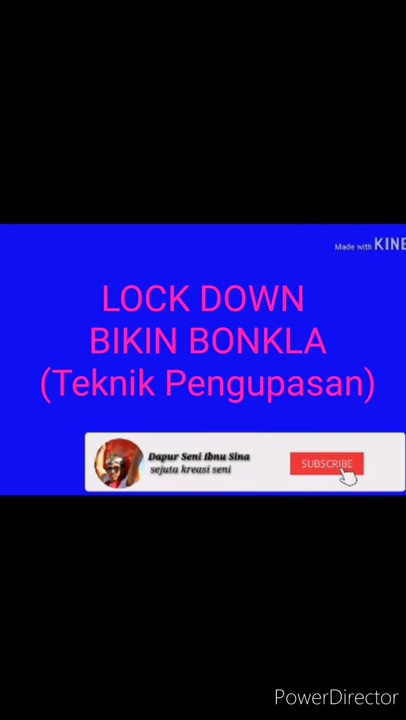 Made with KINE
LOCK DOWN
BIKIN BONKLA
(Teknik Pengupasan)
Dapur Seni Ibnu Sina
sejuta kreasi seni
SUBSCRIBE
PowerDirector